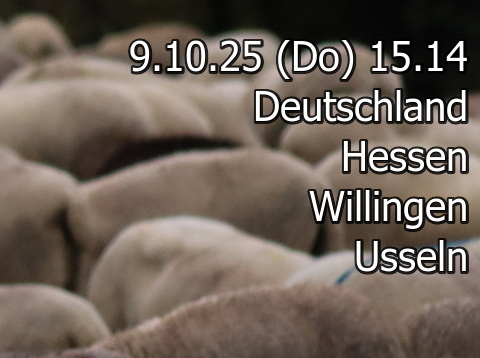 9.10.25 (Do) 15.14
Deutschland
Hessen
Willingen
Usseln